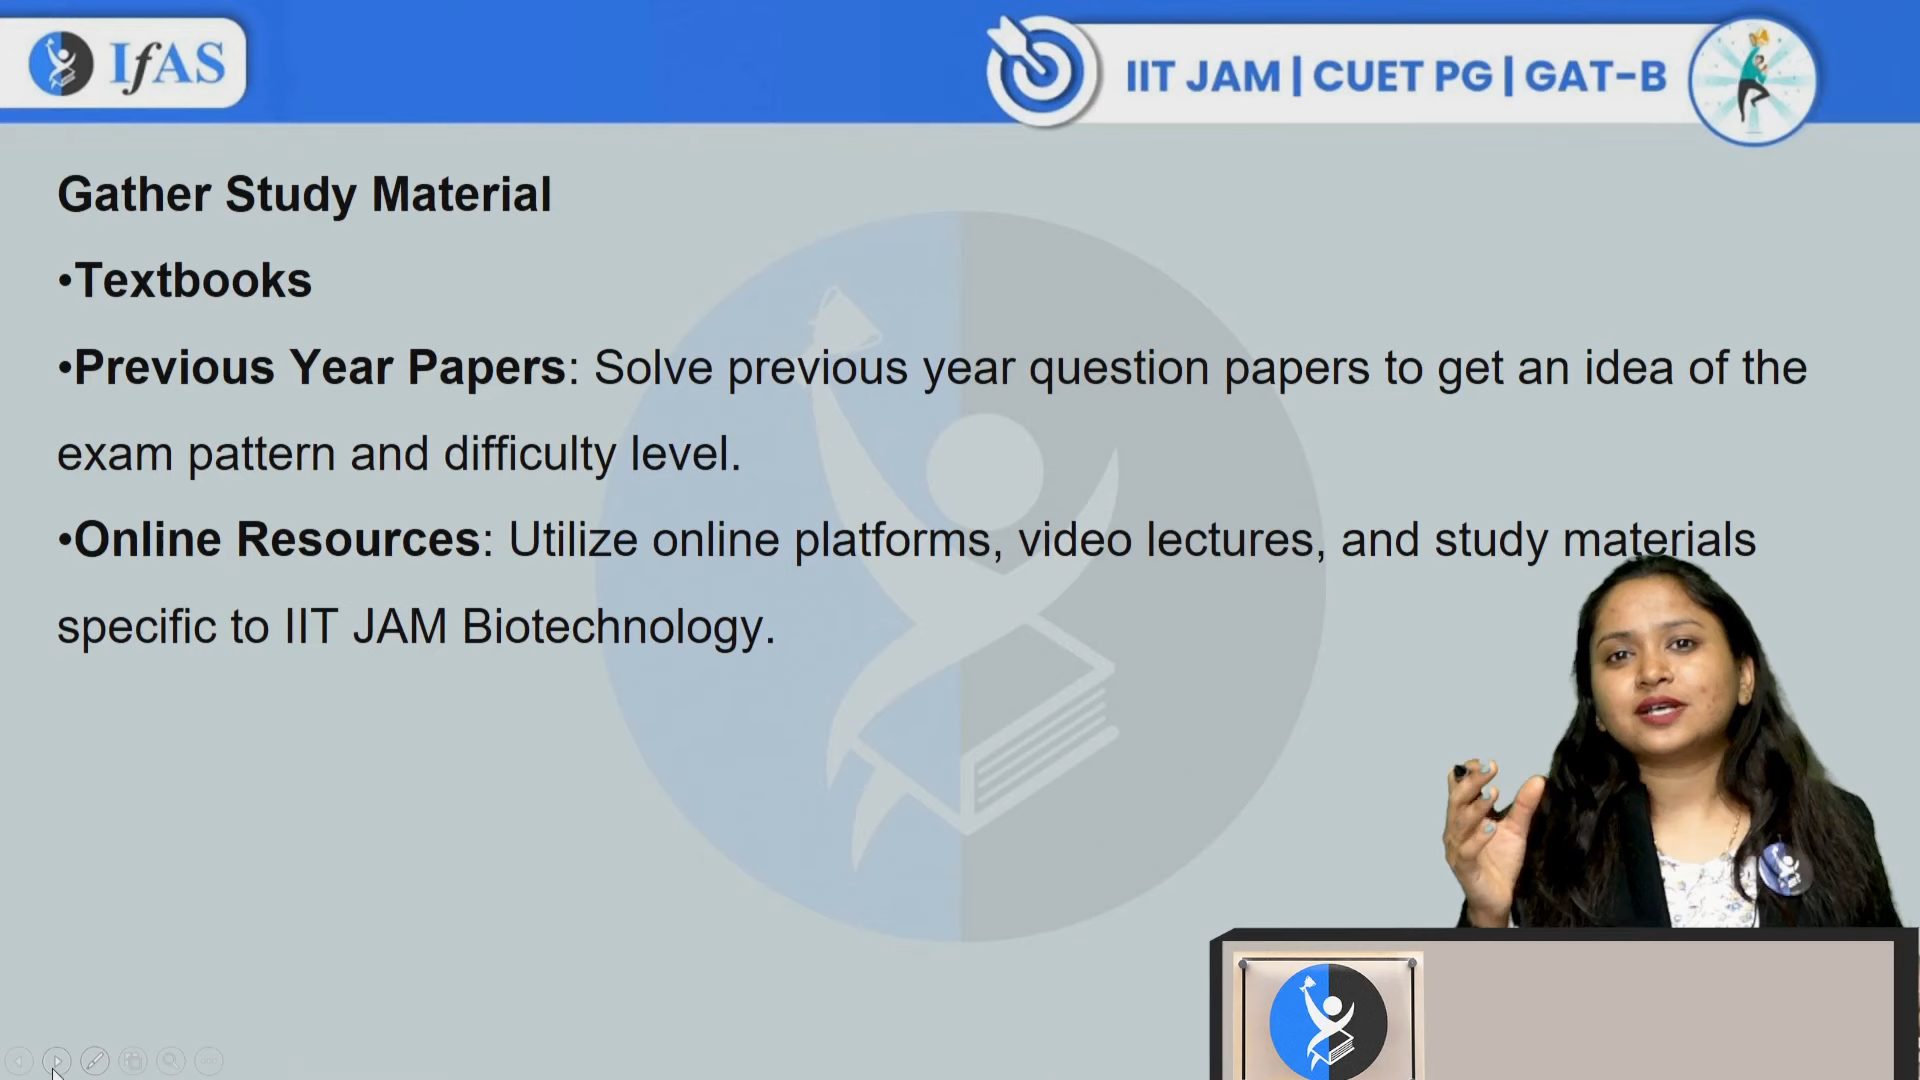 IfAS
IIT JAM | CUET PG | GAT-B
Gather Study Material
•Textbooks
•Previous Year Papers: Solve previous year question papers to get an idea of the
exam pattern and difficulty level.
•Online Resources: Utilize online platforms, video lectures, and study materials
specific to IIT JAM Biotechnology.